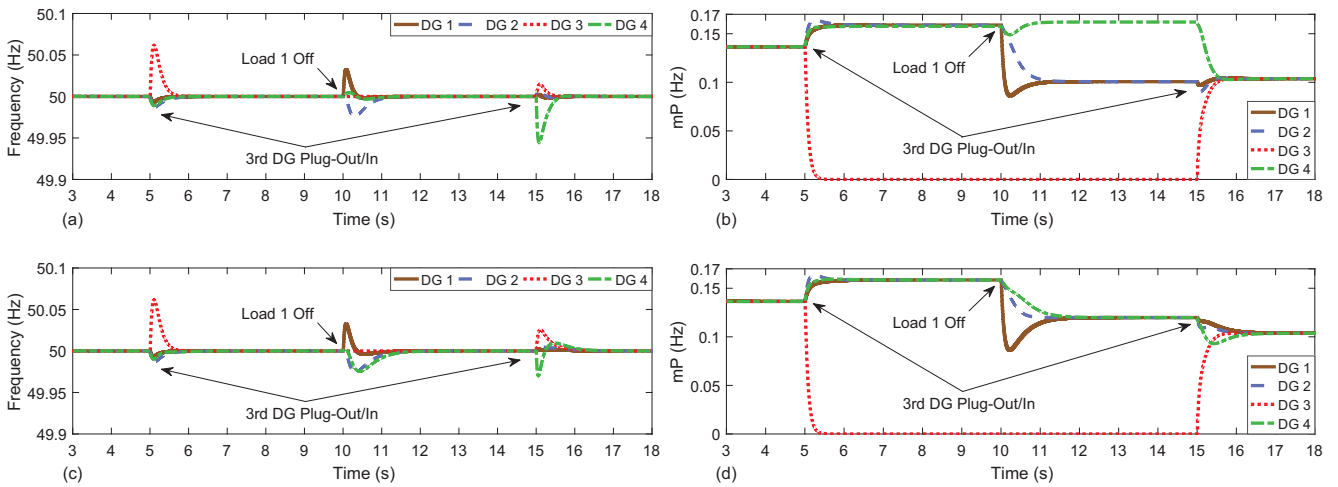 DG 1 DG 2 DG 3 DG 4
50.1
50.05
50
49.95
49.9
Frequency (Hz)
Load 1 Off
3rd DG Plug-Out/In
3 4 5 6 7 8 9 10 11 12 13 14 15 16 17 18
(a)
Time (s)
0.17
0.15
0.1
0.05
0
mP (Hz)
Load 1 Off
3rd DG Plug-Out/In
DG 1
DG 2
DG 3
DG 4
3 4 5 6 7 8 9 10 11 12 13 14 15 16 17 18
(b)
Time (s)
DG 1 DG 2 DG 3 DG 4
50.1
50.05
50
49.95
49.9
Frequency (Hz)
Load 1 Off
3rd DG Plug-Out/In
3 4 5 6 7 8 9 10 11 12 13 14 15 16 17 18
(c)
Time (s)
0.17
0.15
0.1
0.05
0
mP (Hz)
Load 1 Off
3rd DG Plug-Out/In
DG 1
DG 2
DG 3
DG 4
3 4 5 6 7 8 9 10 11 12 13 14 15 16 17 18
(d)
Time (s)